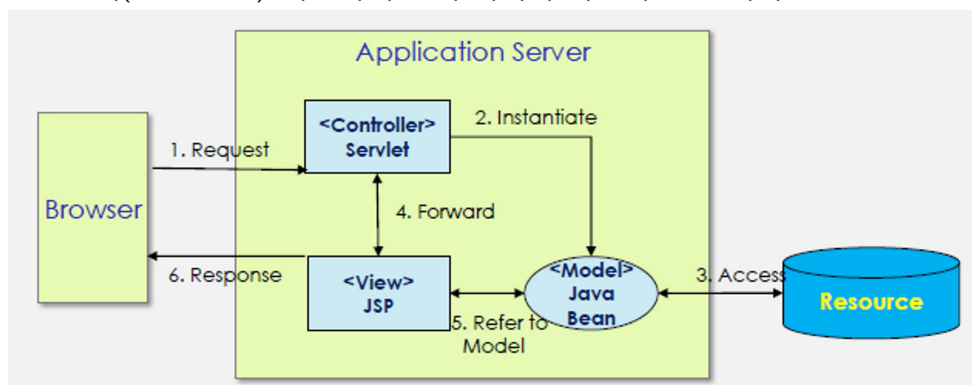 Application Server
<Controller>
Servlet
2. Instantiate
1. Request
Browser
4. Forward
6. Response
<View>
JSP
<Model>
Java
Bean
3. Access
Resource
5. Refer to
Model